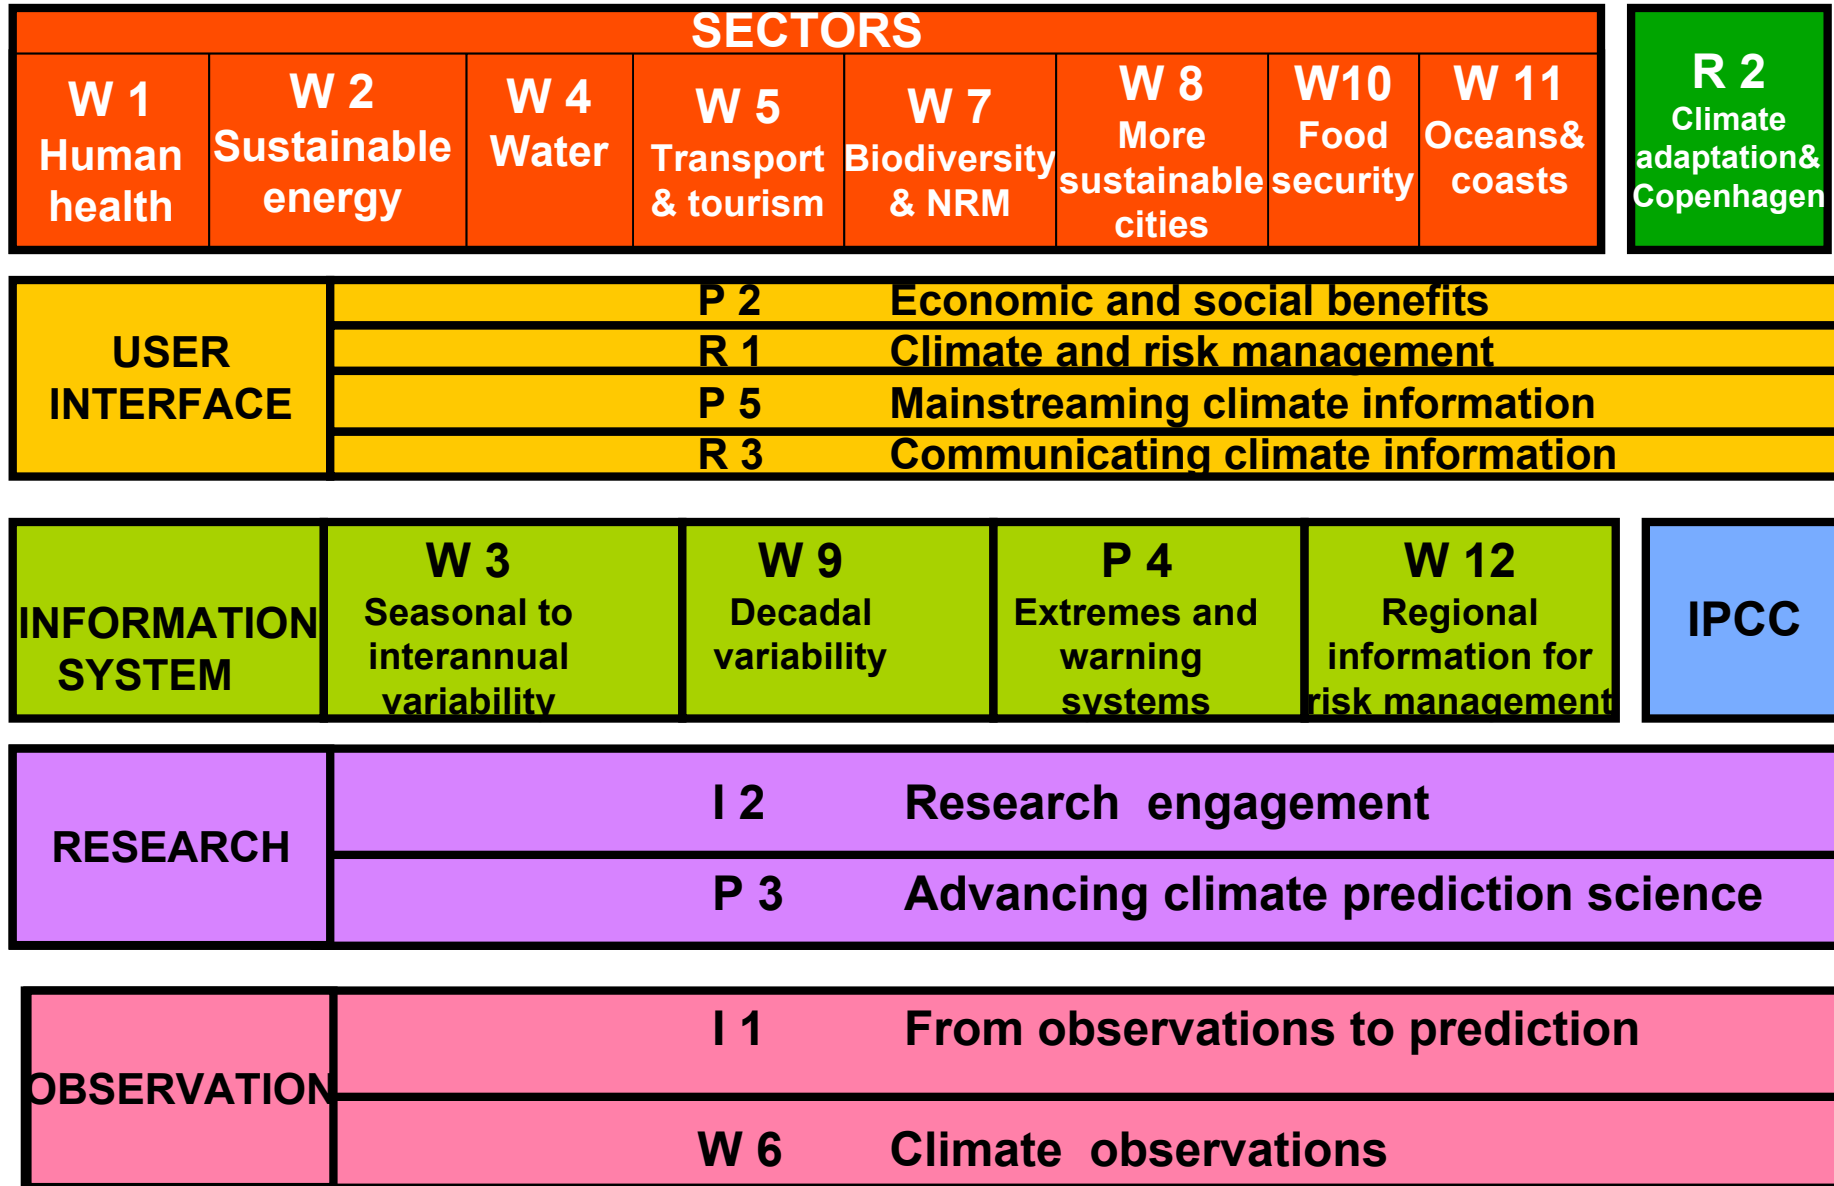 SECTORS
W 1
Human
health
W 2
Sustainable
energy
W 4
Water
W 5
Transport
& tourism
W 7
Biodiversity
& NRM
W 8
More
sustainable
cities
W10
Food
security
W 11
Oceans&
coasts
R 2
Climate
adaptation&
Copenhagen
USER
INTERFACE
P 2 Economic and social benefits
R 1 Climate and risk management
P 5 Mainstreaming climate information
R 3 Communicating climate information
INFORMATION
SYSTEM
W 3
Seasonal to
interannual
variability
W 9
Decadal
variability
P 4
Extremes and
warning
systems
W 12
Regional
information for
risk management
IPCC
RESEARCH
I 2 Research engagement
P 3 Advancing climate prediction science
OBSERVATION
I 1 From observations to prediction
W 6 Climate observations